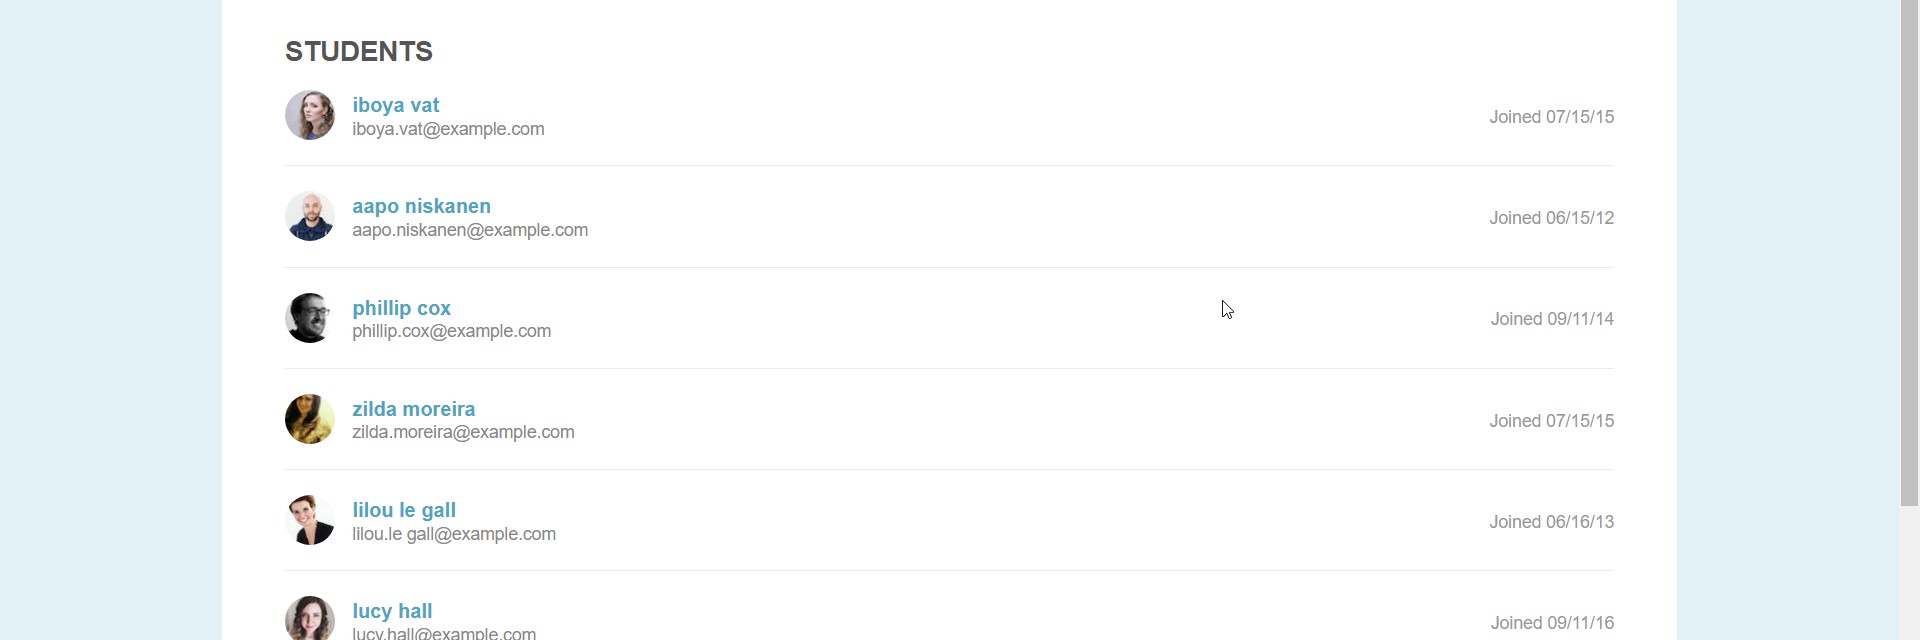 STUDENTS
iboya vat
iboya.vat@example.com
Joined 07/15/15
aapo niskanen
aapo.niskanen@example.com
Joined 06/15/12
phillip cox
phillip.cox@example.com
Joined 09/11/14
zilda moreira
zilda.moreira@example.com
Joined 07/15/15
lilou le gall
lilou.le gall@example.com
Joined 06/16/13
lucy hall
lucy.hall@example.com
Joined 09/11/16